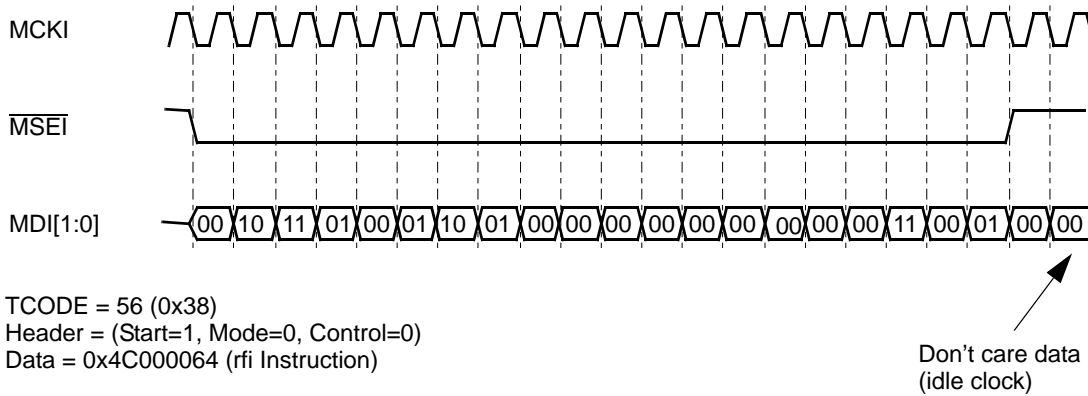 MCKI
MSEI
MDI[1:0]
00 10 11 01 00 01 10 01 00 00 00 00 00 00 00 00 00 11 00 01 00 00
TCODE = 56 (0x38)
Header = (Start=1, Mode=0, Control=0)
Data = 0x4C000064 (rfi Instruction)
Don't care data
(idle clock)